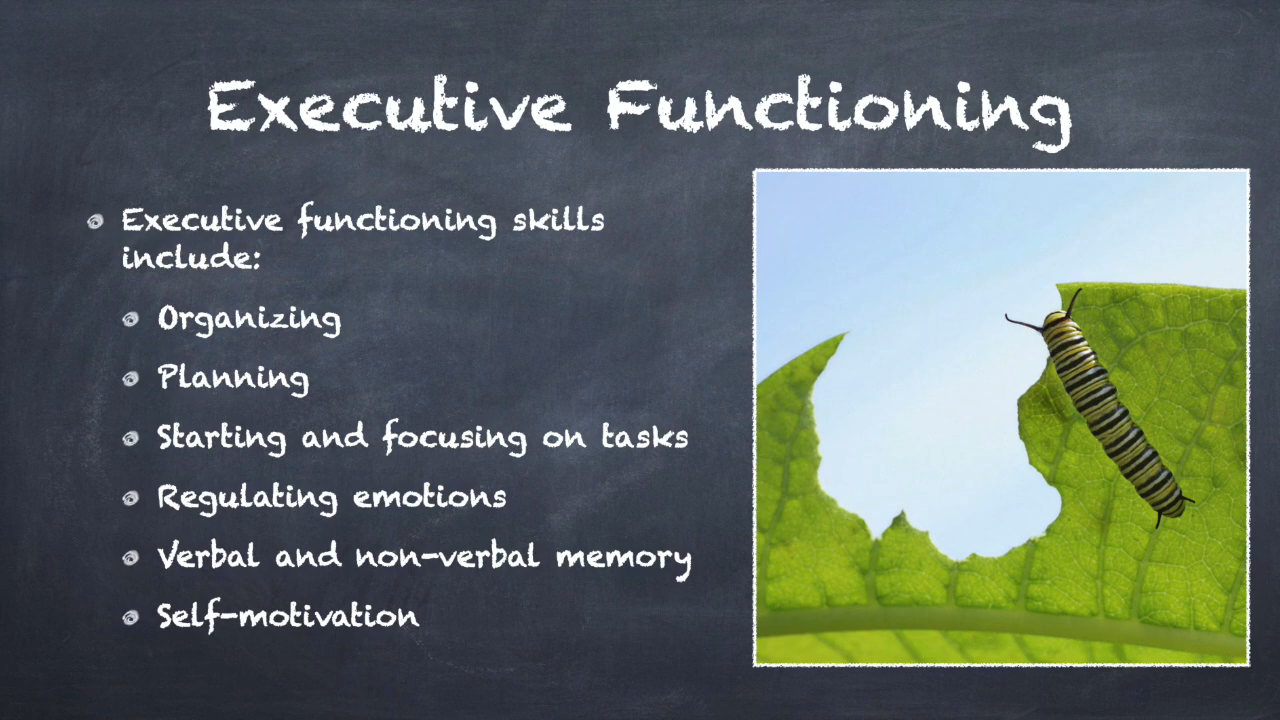 Executive Functioning
Executive functioning skills
include:
Organizing
Planning
Starting and focusing on tasks
Regulating emotions
Verbal and non-verbal memory
Self-motivation